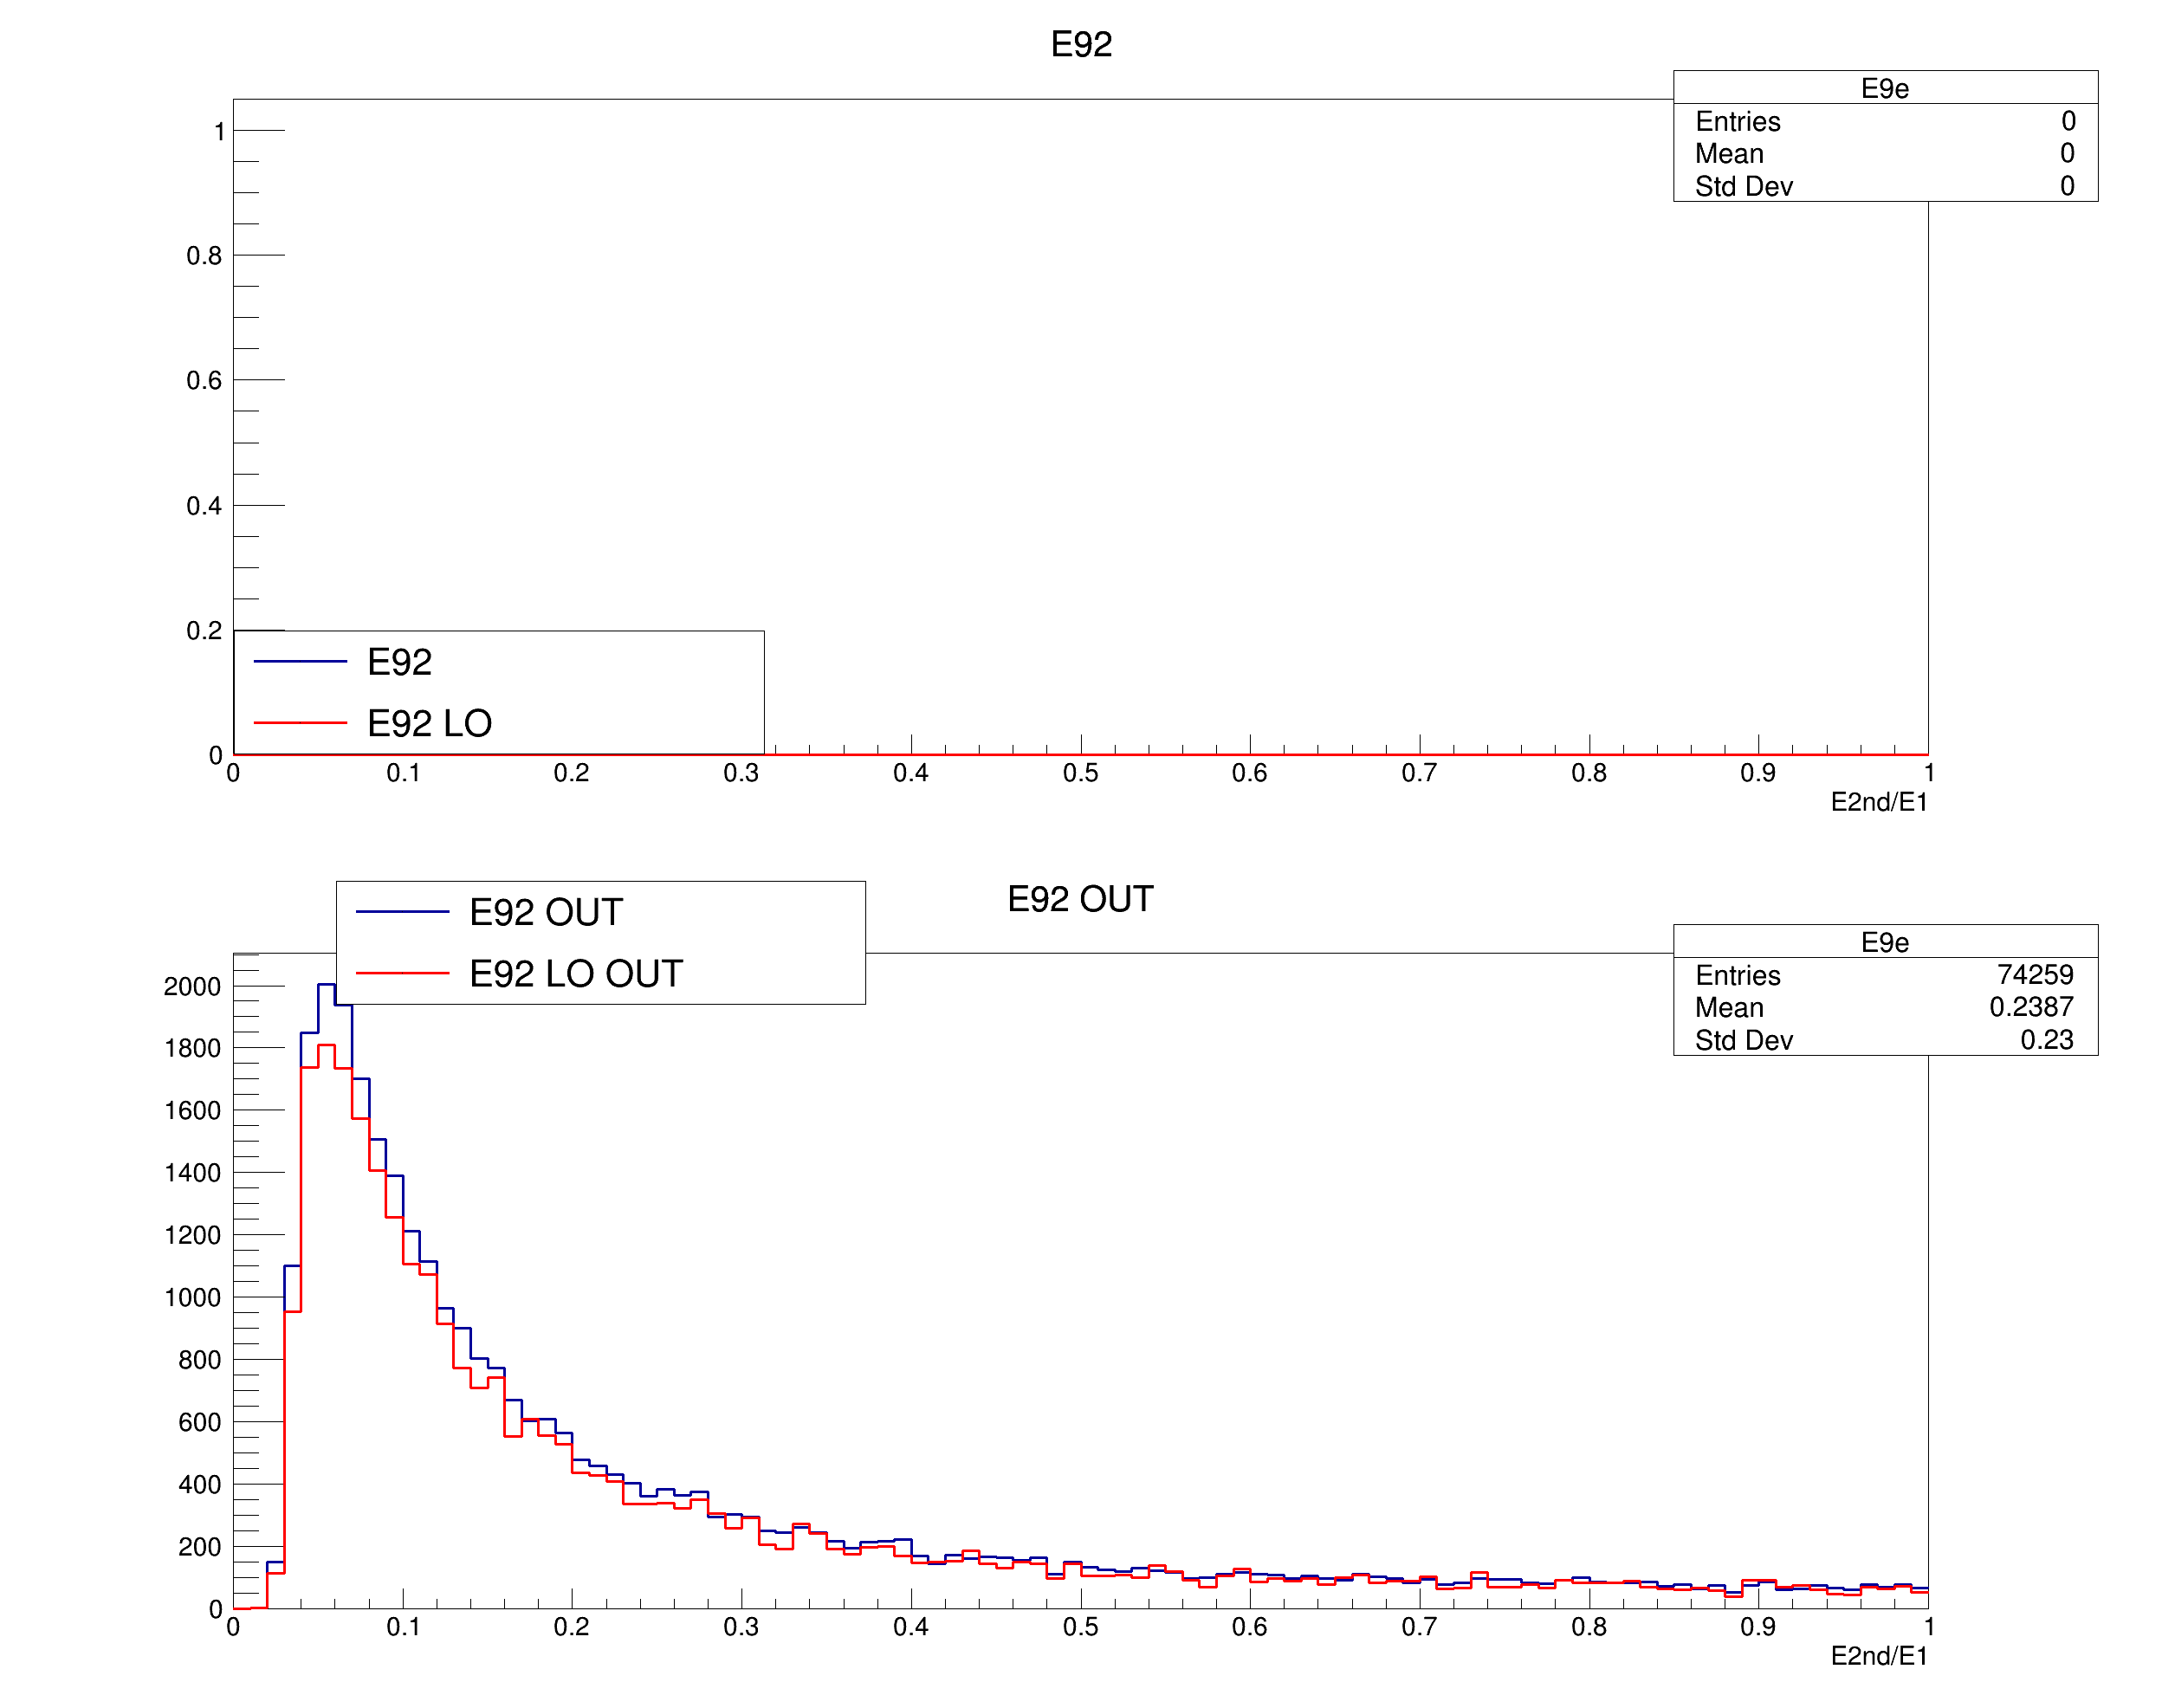 E92
E9e
Entries 0
Mean 0
Std Dev 0
1
0.8
0.6
0.4
0.2
0
E92
E92 LO
0 0.1 0.2 0.3 0.4 0.5 0.6 0.7 0.8 0.9 1
E2nd/E1
E92 OUT
E92 OUT
E92 LO OUT
E9e
Entries 74259
Mean 0.2387
Std Dev 0.23
2000
1800
1600
1400
1200
1000
800
600
400
200
0
0 0.1 0.2 0.3 0.4 0.5 0.6 0.7 0.8 0.9 1
E2nd/E1